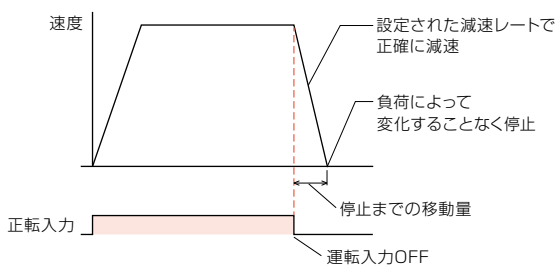 速度
設定された減速レートで
正確に減速
負荷によって
変化することなく停止
停止までの移動量
正転入力
運転入力OFF